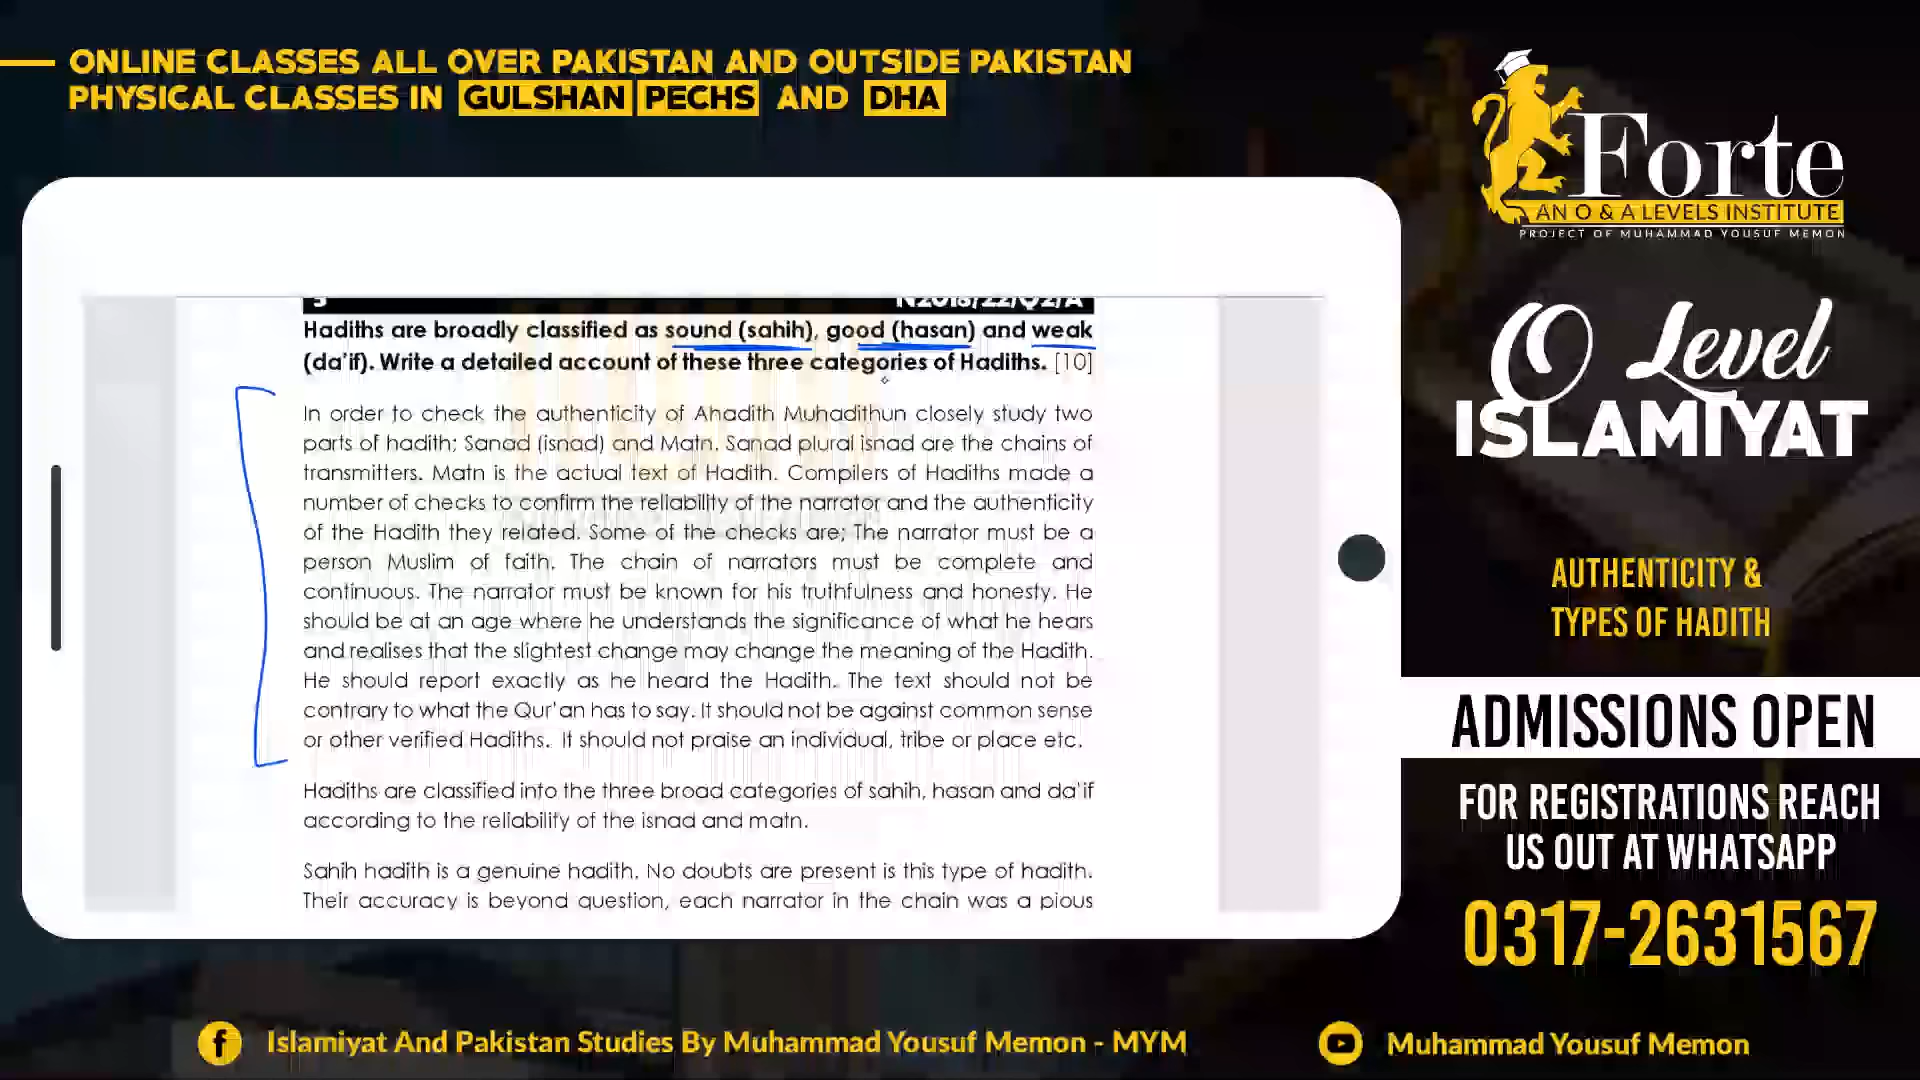 ONLINE CLASSES ALL OVER PAKISTAN AND OUTSIDE PAKISTAN
PHYSICAL CLASSES IN GULSHAN PECHS AND DHA
Forte
AN O & A LEVELS INSTITUTE
PROJECT OF MUHAMMAD YOUSUF MEMON
N2018/22/Q2/A
Hadiths are broadly classified as sound (sahih), good (hasan) and weak
(da'if). Write a detailed account of these three categories of Hadiths. [10]
In order to check the authenticity of Ahadith Muhadithun closely study two
parts of hadith; Sanad (isnad) and Matn. Sanad plural isnad are the chains of
transmitters. Matn is the actual text of Hadith. Compilers of Hadiths made a
number of checks to confirm the reliability of the narrator and the authenticity
of the Hadith they related. Some of the checks are; The narrator must be a
person Muslim of faith. The chain of narrators must be complete and
continuous. The narrator must be known for his truthfulness and honesty. He
should be at an age where he understands the significance of what he hears
and realises that the slightest change may change the meaning of the Hadith.
He should report exactly as he heard the Hadith. The text should not be
contrary to what the Qur'an has to say. It should not be against common sense
or other verified Hadiths. It should not praise an individual, tribe or place etc.
Hadiths are classified into the three broad categories of sahih, hasan and da'if
according to the reliability of the isnad and matn.
Sahih hadith is a genuine hadith. No doubts are present is this type of hadith.
Their accuracy is beyond question, each narrator in the chain was a pious
O Level
ISLAMIYAT
AUTHENTICITY &
TYPES OF HADITH
ADMISSIONS OPEN
FOR REGISTRATIONS REACH
US OUT AT WHATSAPP
0317-2631567
Islamiyat And Pakistan Studies By Muhammad Yousuf Memon - MYM
Muhammad Yousuf Memon